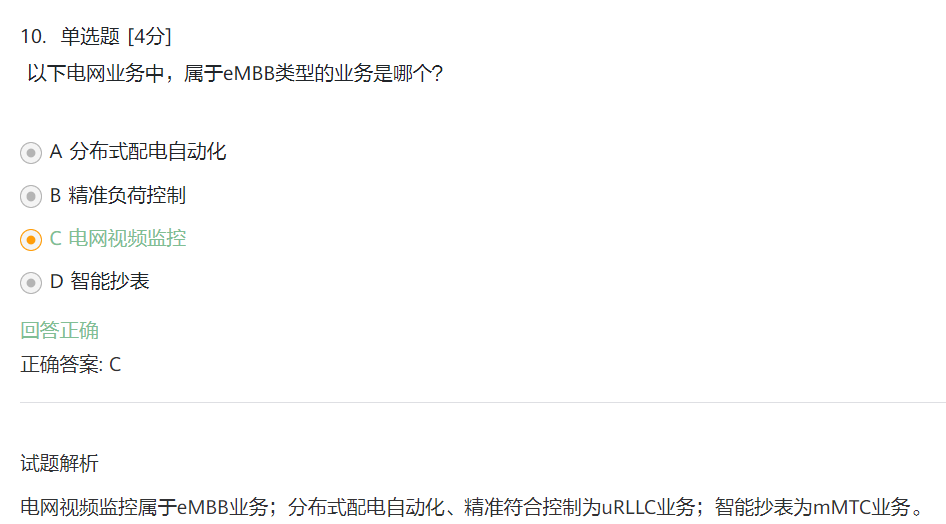 10. 单选题 [4分]
以下电网业务中，属于eMBB类型的业务是哪个？
A 分布式配电自动化
B 精准负荷控制
C 电网视频监控
D 智能抄表
回答正确
正确答案: C
试题解析
电网视频监控属于eMBB业务；分布式配电自动化、精准符合控制为uRLLC业务；智能抄表为mMTC业务。